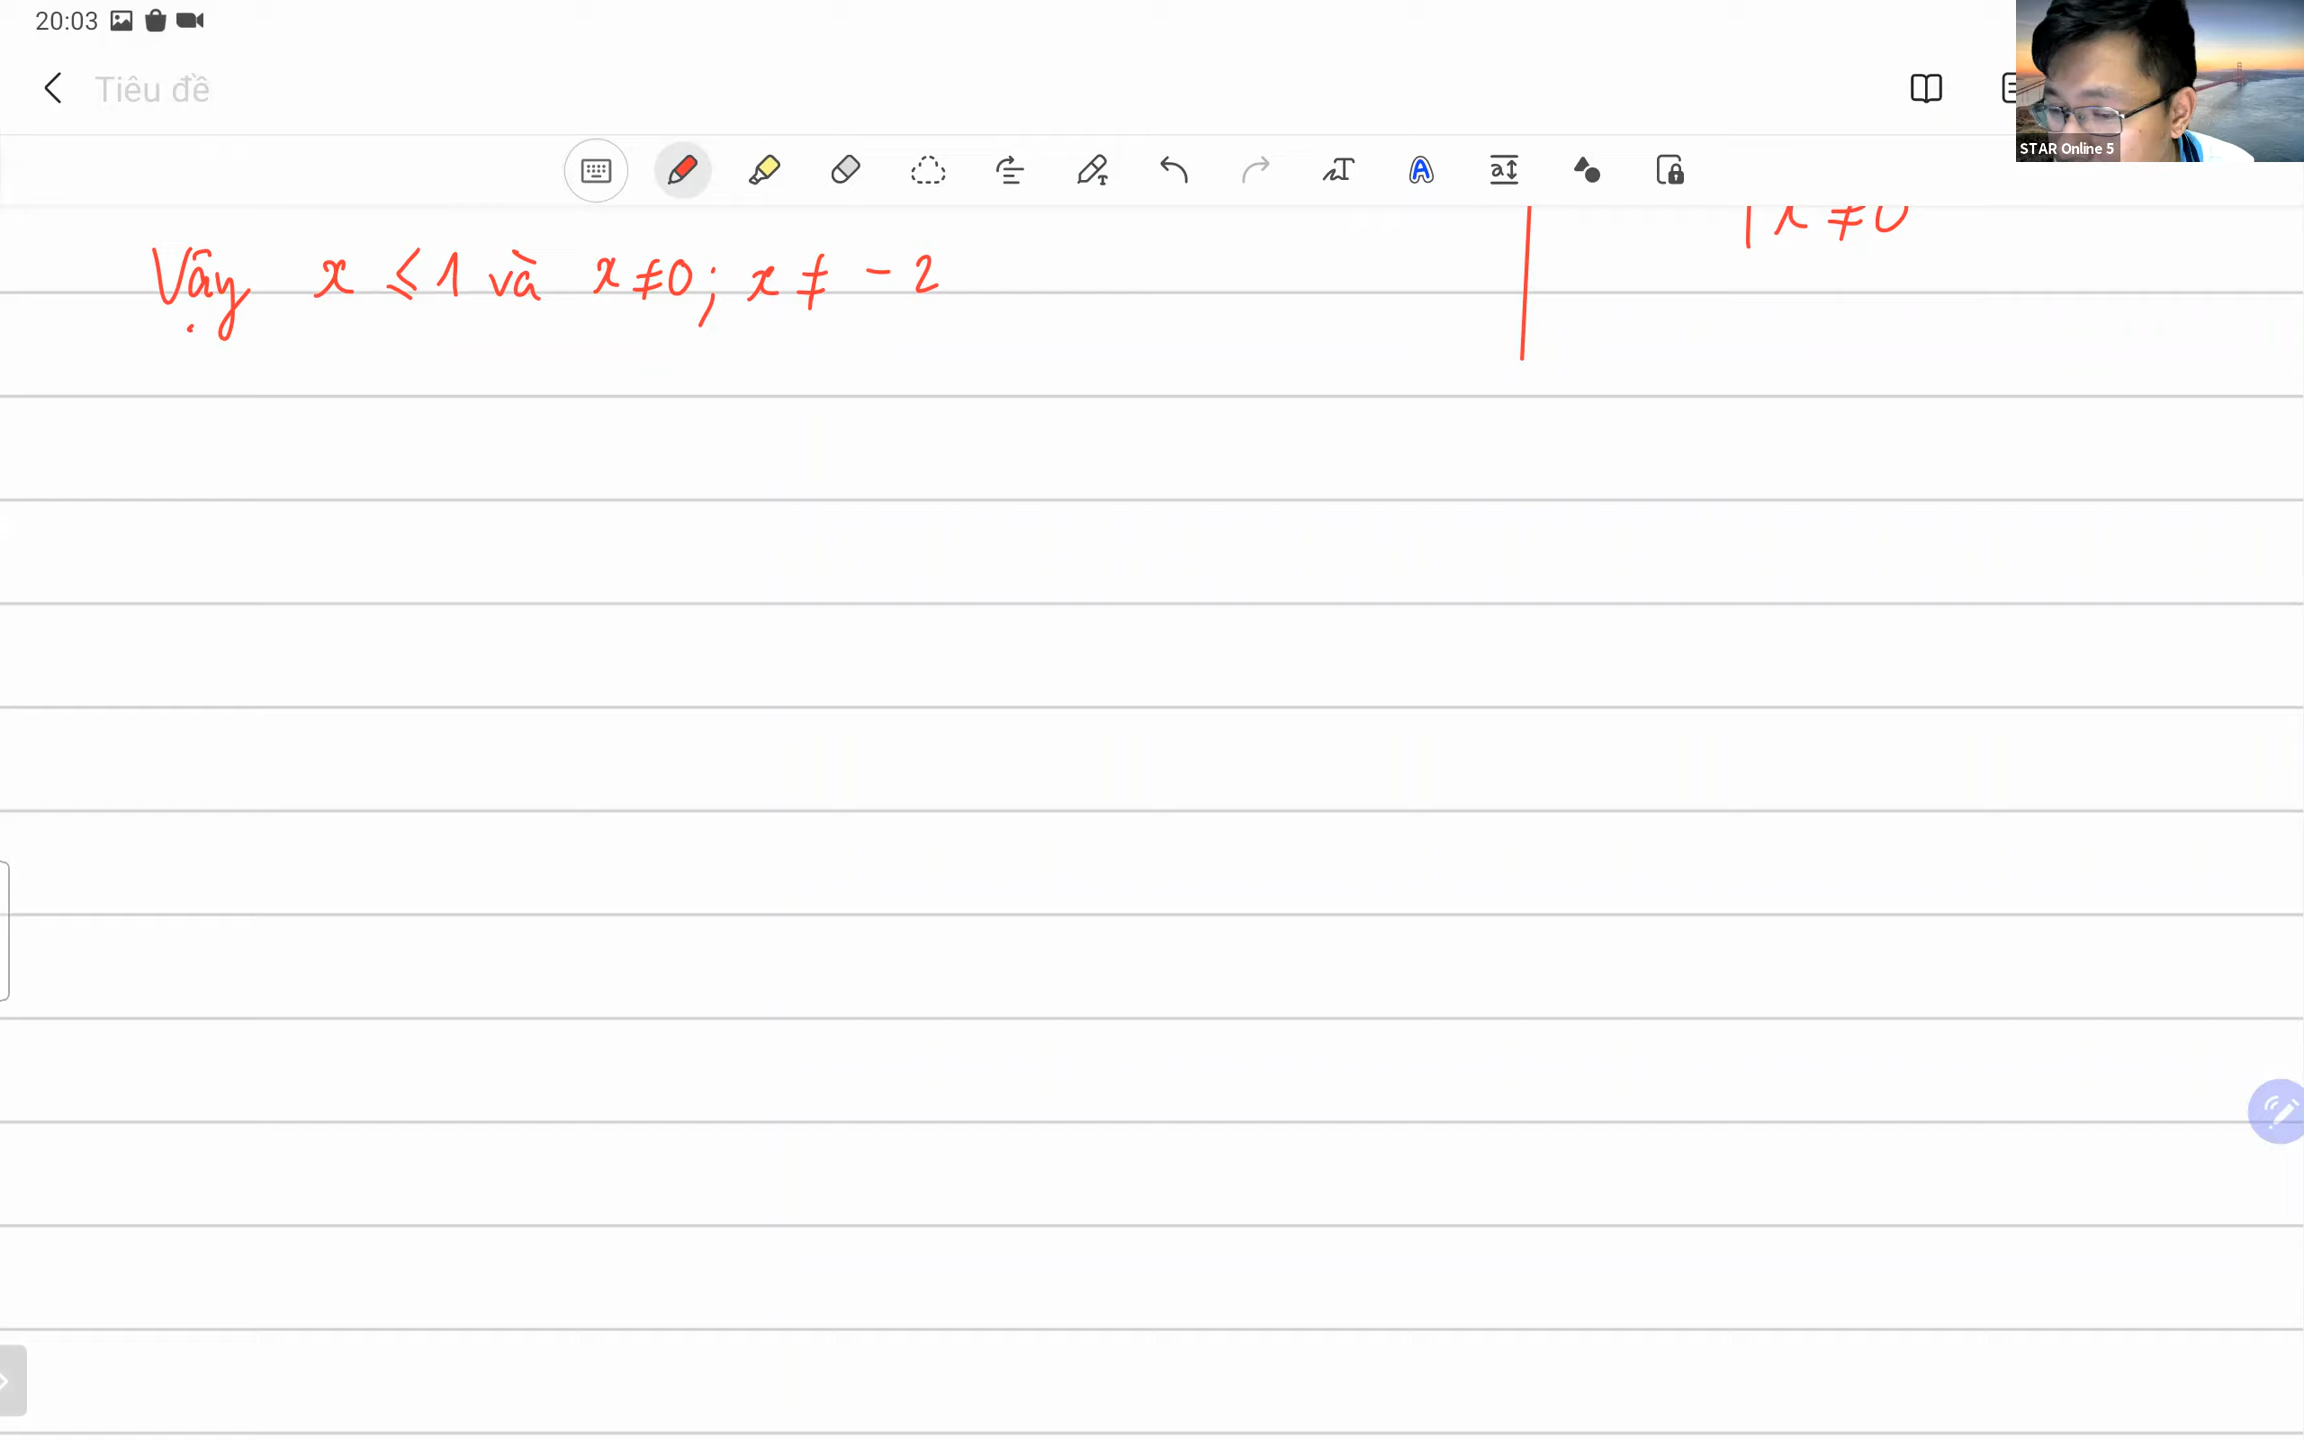 20:03
Tiêu đề
STAR Online 5
x ≠ 0
Vậy x ≤ 1 và x ≠ 0; x ≠ - 2